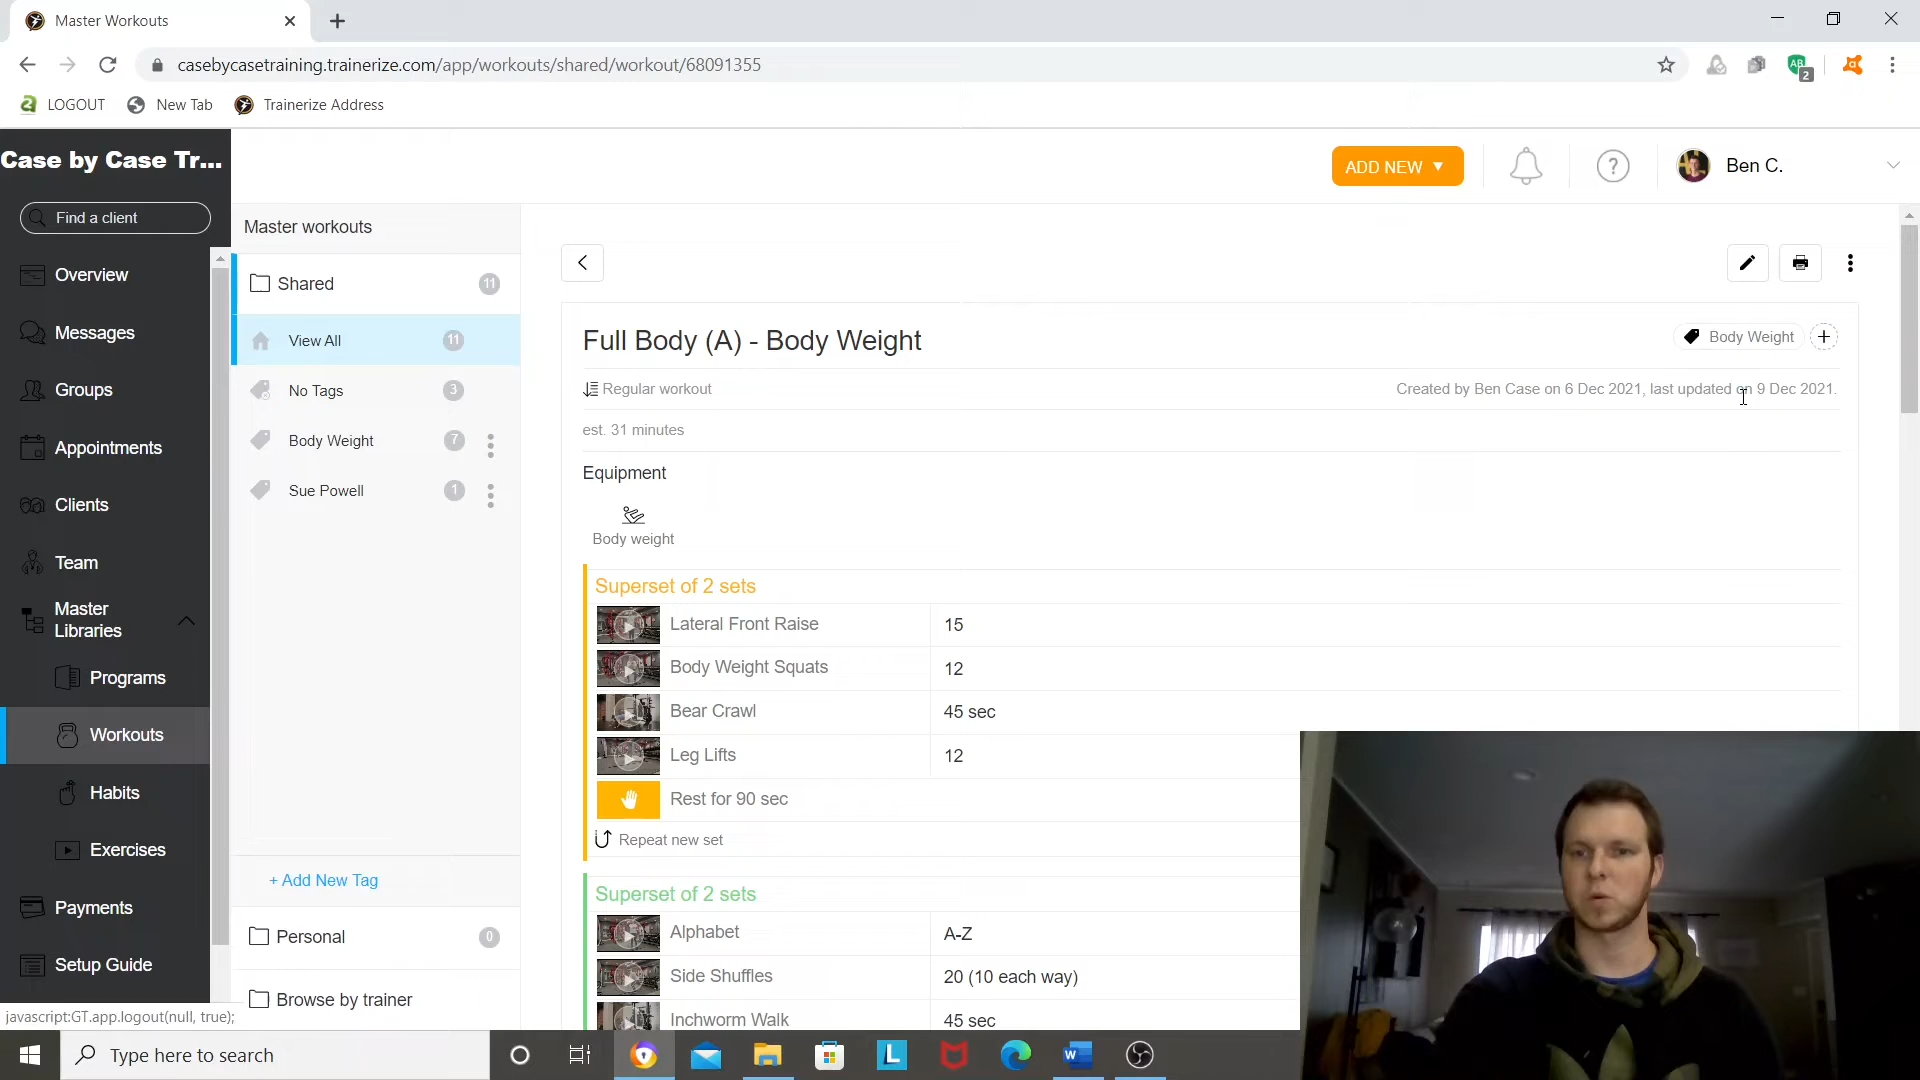 Master Workouts
casebycasetraining.trainerize.com/app/workouts/shared/workout/68091355
LOGOUT New Tab Trainerize Address
Case by Case Tr...
Find a client
Overview
Messages
Groups
Appointments
Clients
Team
Master
Libraries
Programs
Workouts
Habits
Exercises
Payments
Setup Guide
javascript:GT.app.logout(null, true);
ADD NEW
Ben C.
Master workouts
Shared 11
View All 11
No Tags 3
Body Weight 7
Sue Powell 1
+ Add New Tag
Personal 0
Browse by trainer
Full Body (A) - Body Weight
Body Weight
Regular workout
Created by Ben Case on 6 Dec 2021, last updated on 9 Dec 2021.
est. 31 minutes
Equipment
Body weight
Superset of 2 sets
Lateral Front Raise 15
Body Weight Squats 12
Bear Crawl 45 sec
Leg Lifts 12
Rest for 90 sec
Repeat new set
Superset of 2 sets
Alphabet A-Z
Side Shuffles 20 (10 each way)
Inchworm Walk 45 sec
Type here to search